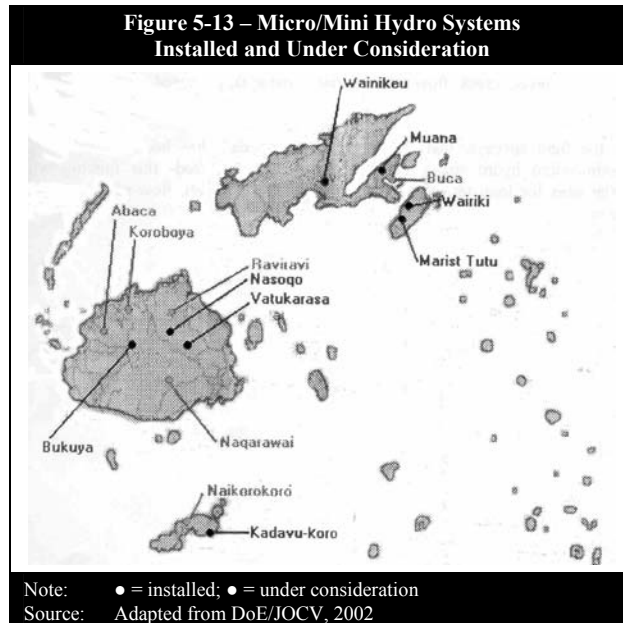 Figure 5-13 – Micro/Mini Hydro Systems
Installed and Under Consideration
Wainikeu
Muana
Buca
Wairiki
Marist Tutu
Abaca
Koroboya
Raviravi
Nasoqo
Vatukarasa
Bukuya
Naqarawai
Naikorokoro
Kadavu-koro
Note: ● = installed; ● = under consideration
Source: Adapted from DoE/JOCV, 2002